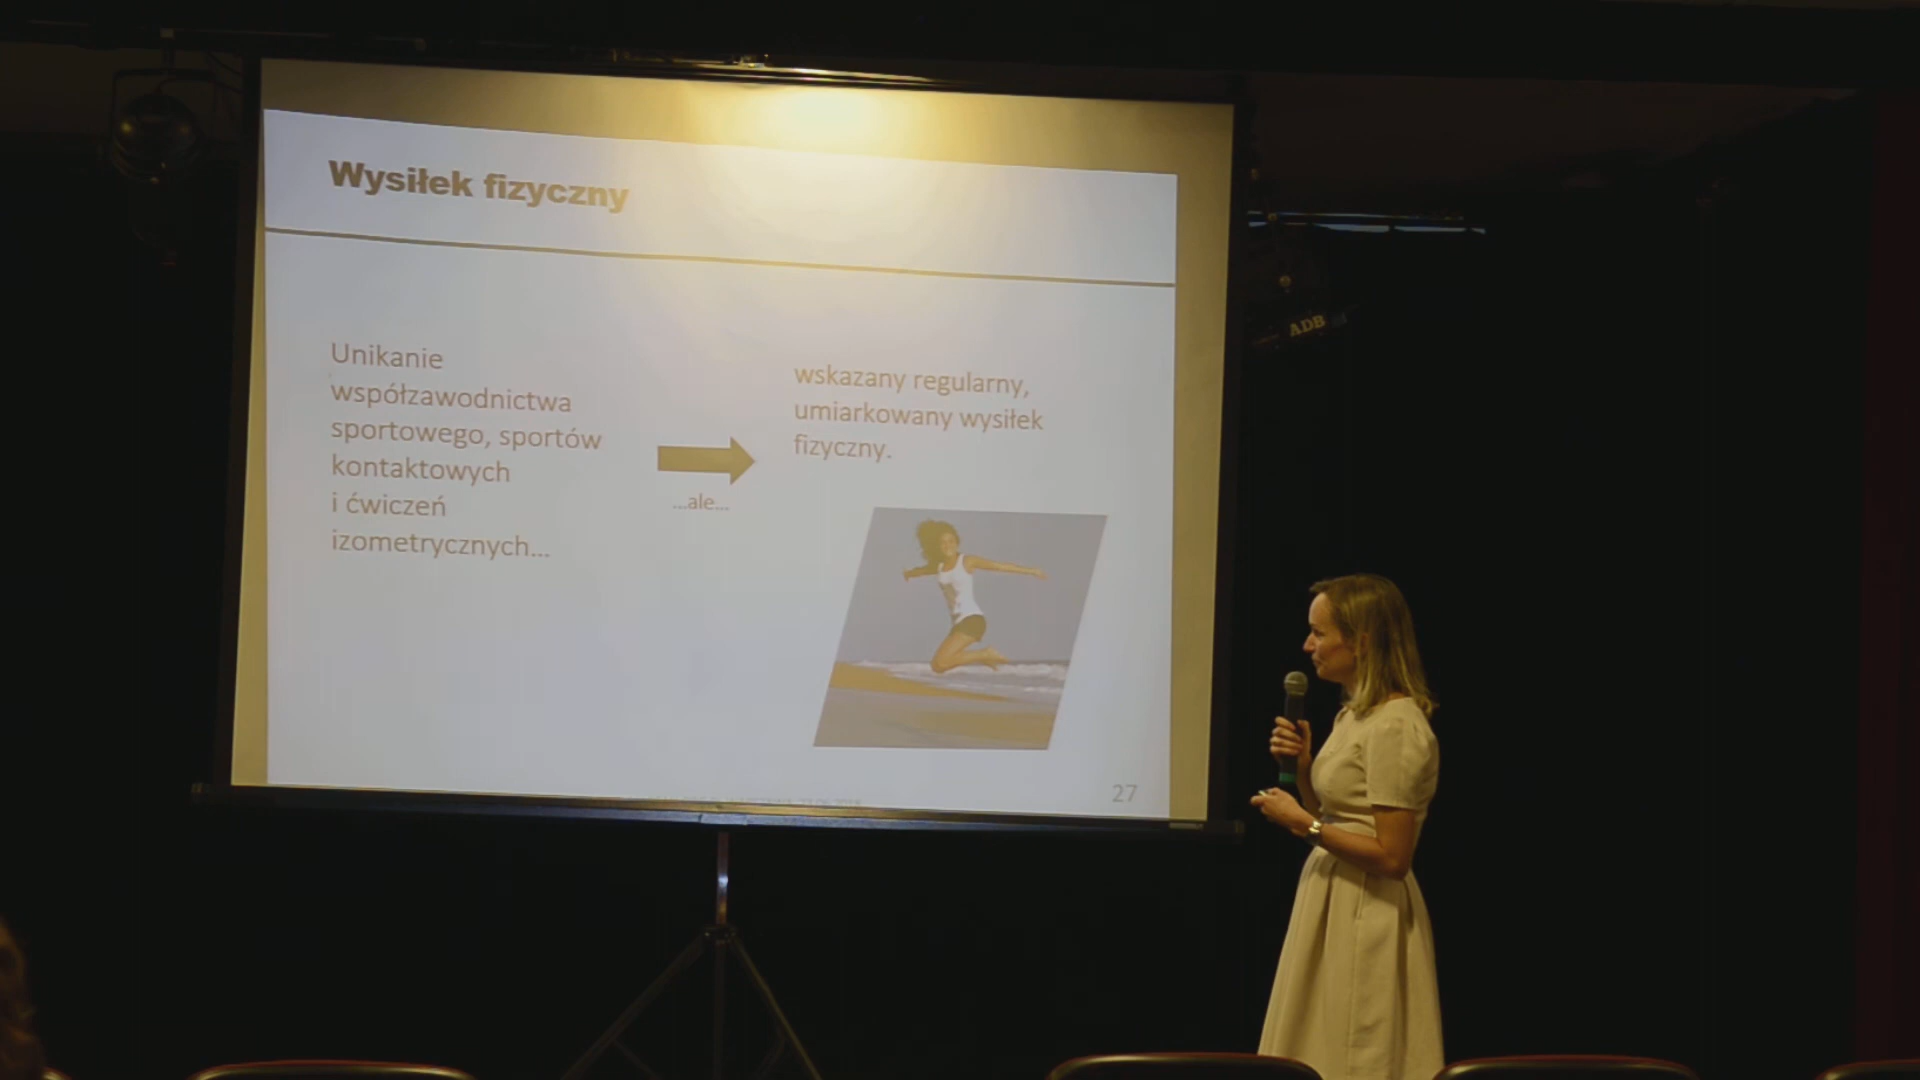 Wysiłek fizyczny
Unikanie
współzawodnictwa
sportowego, sportów
kontaktowych
i ćwiczeń
izometrycznych...
...ale...
wskazany regularny,
umiarkowany wysiłek
fizyczny.
27
ADB